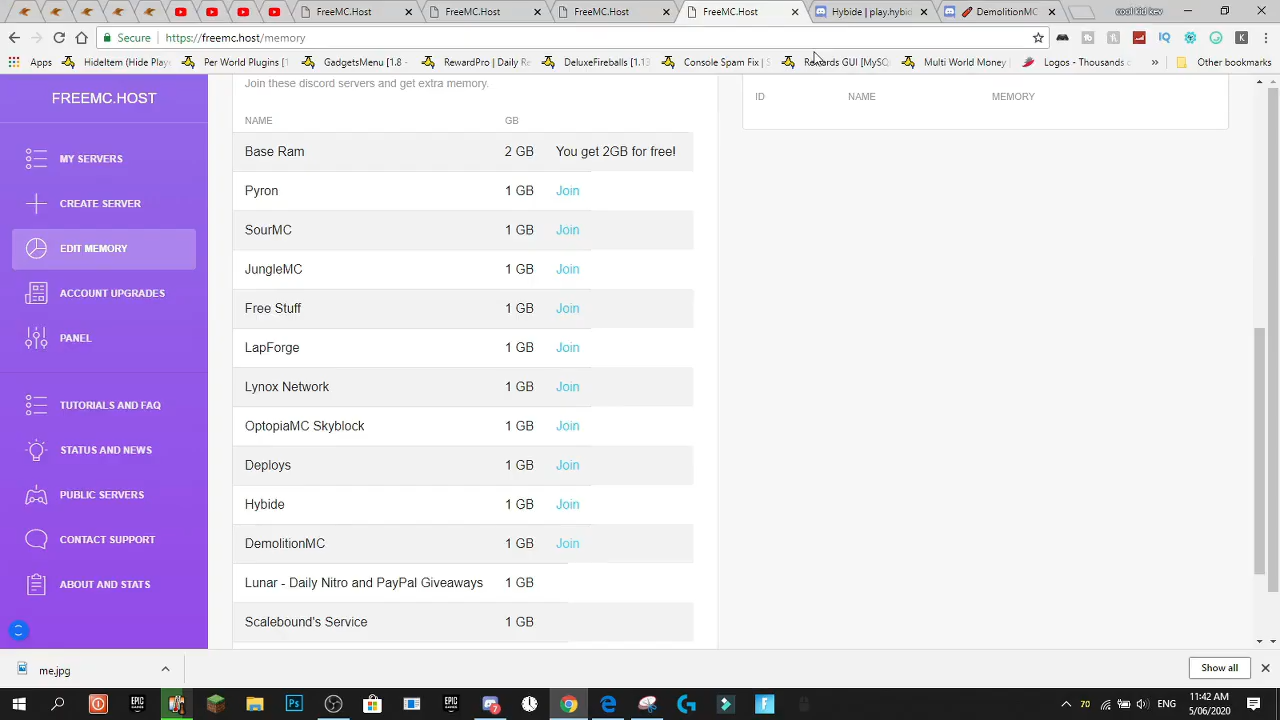 FreeMC.Host
FreeMC.Host
FreeMC.Host
FreeMC.Host
Hybide | pay.hybid
DemolitionMC
cool kid kev
Secure
https://freemc.host/memory
Apps
HideItem (Hide Play
Per World Plugins [1
GadgetsMenu [1.8 -
RewardPro | Daily Re
DeluxeFireballs [1.13
Console Spam Fix | S
Rewards GUI [MySQ
Multi World Money
Logos - Thousands o
»
Other bookmarks
FREEMC.HOST
MY SERVERS
CREATE SERVER
EDIT MEMORY
ACCOUNT UPGRADES
PANEL
TUTORIALS AND FAQ
STATUS AND NEWS
PUBLIC SERVERS
CONTACT SUPPORT
ABOUT AND STATS
Join these discord servers and get extra memory.
NAME GB
Base Ram 2 GB You get 2GB for free!
Pyron 1 GB Join
SourMC 1 GB Join
JungleMC 1 GB Join
Free Stuff 1 GB Join
LapForge 1 GB Join
Lynox Network 1 GB Join
OptopiaMC Skyblock 1 GB Join
Deploys 1 GB Join
Hybide 1 GB Join
DemolitionMC 1 GB Join
Lunar - Daily Nitro and PayPal Giveaways 1 GB
Scalebound's Service 1 GB
ID NAME MEMORY
me.jpg
Show all
70
ENG
11:42 AM
5/06/2020